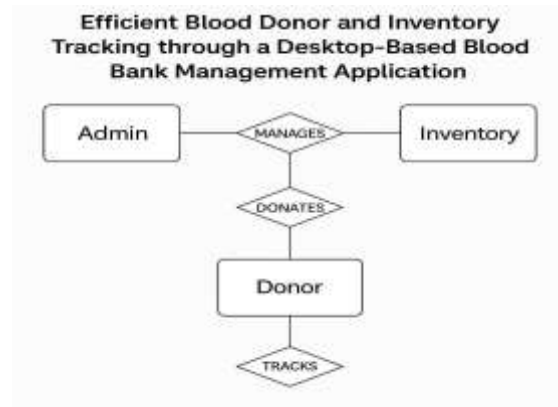 Efficient Blood Donor and Inventory
Tracking through a Desktop-Based Blood
Bank Management Application
Admin
MANAGES
Inventory
DONATES
Donor
TRACKS